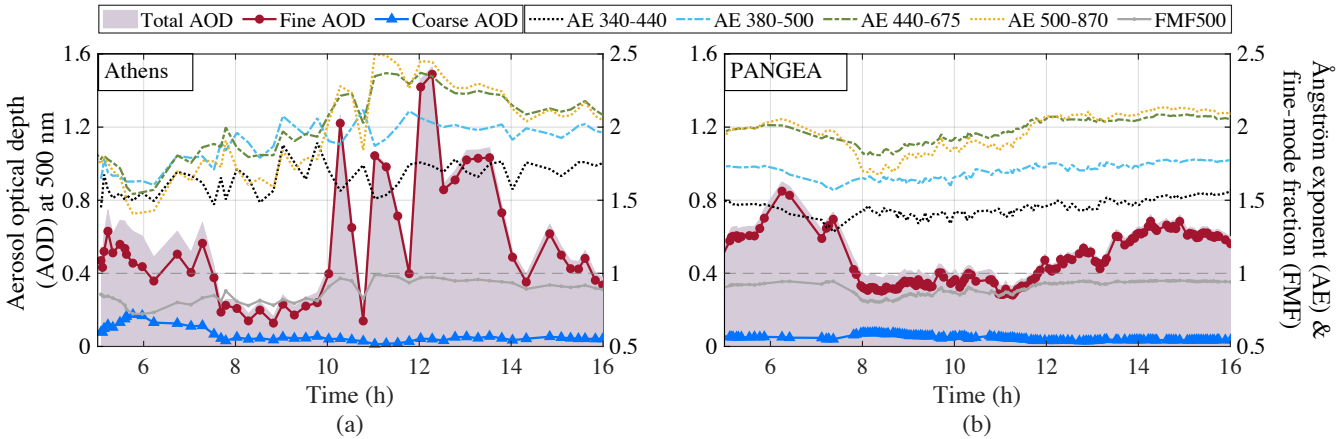 Total AOD Fine AOD Coarse AOD AE 340-440 AE 380-500 AE 440-675 AE 500-870 FMF500
Athens
PANGEA
Aerosol optical depth
(AOD) at 500 nm
1.6
1.2
0.8
0.4
0
2.5
2
1.5
1
0.5
1.6
1.2
0.8
0.4
0
2.5
2
1.5
1
0.5
Ångström exponent (AE) &
fine-mode fraction (FMF)
6 8 10 12 14 16
6 8 10 12 14 16
Time (h)
Time (h)
(a)
(b)